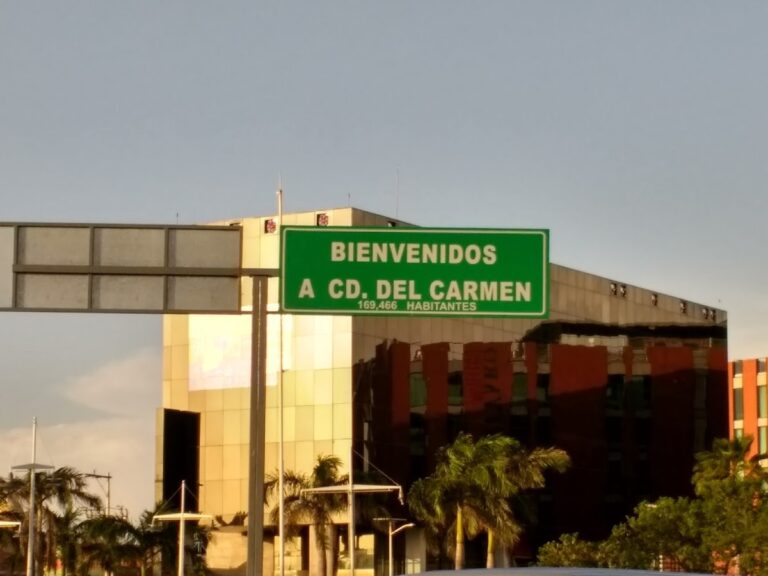 BIENVENIDOS
A CD. DEL CARMEN
169,466 HABITANTES